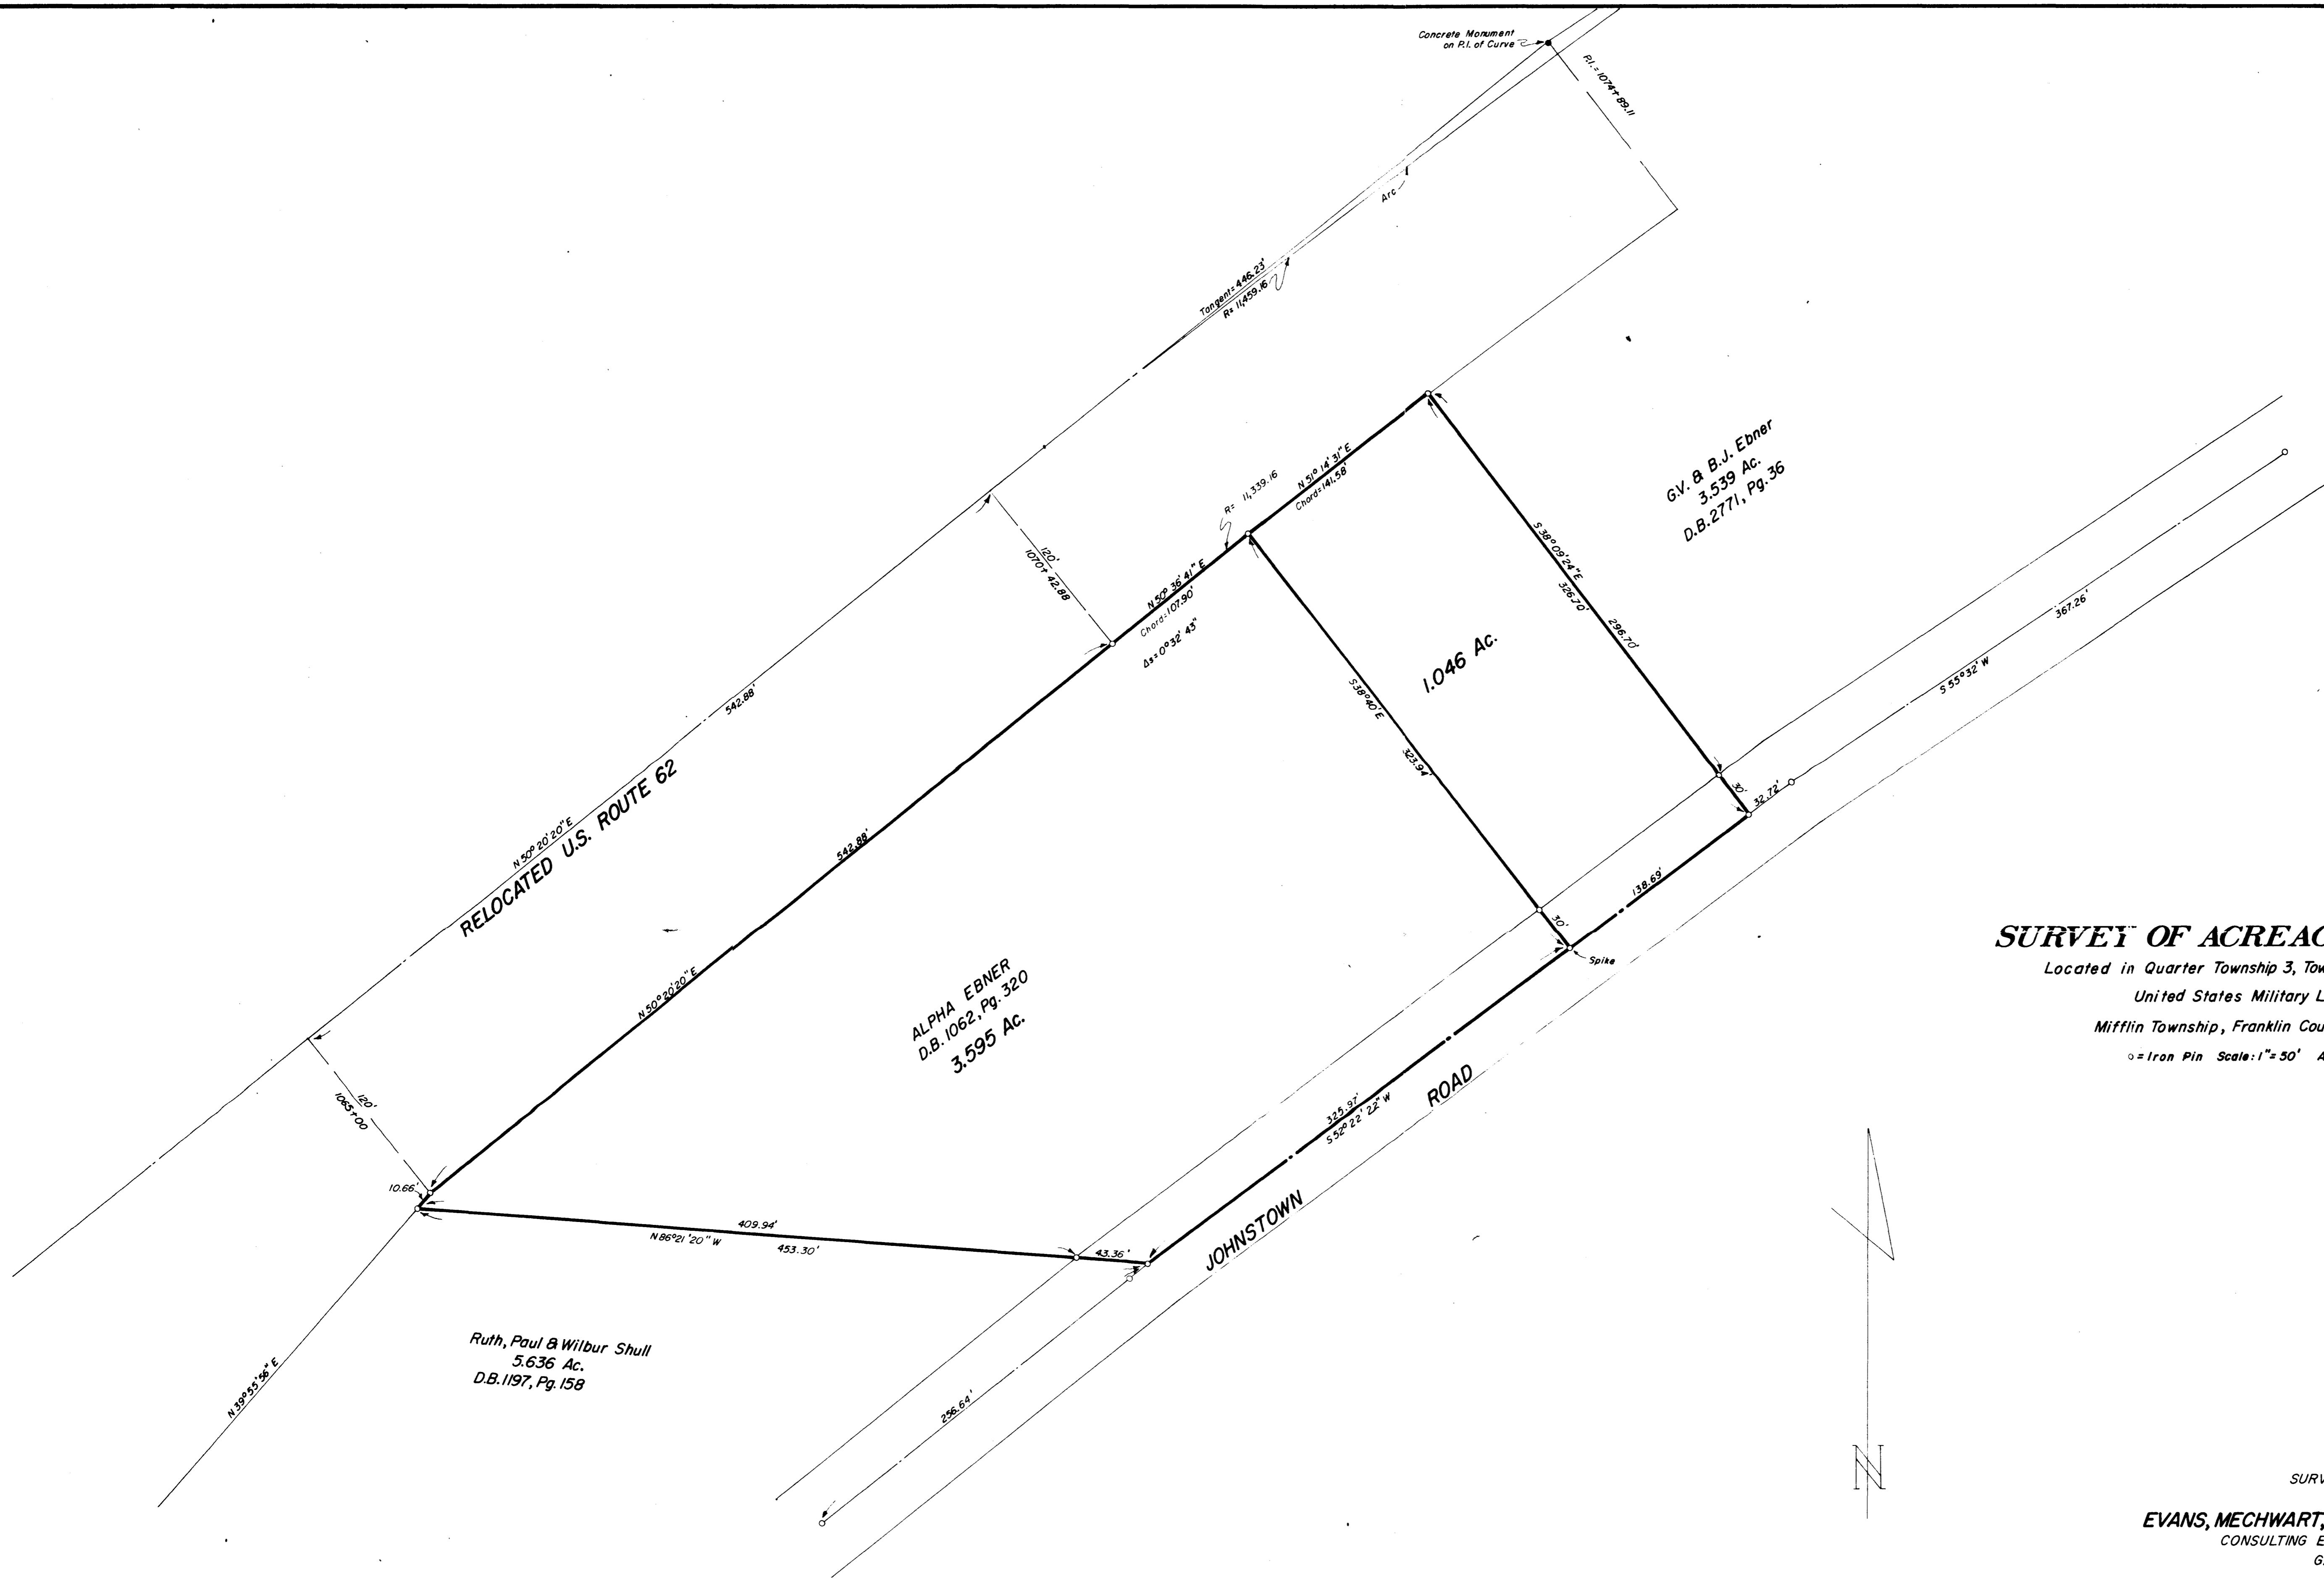 Concrete Monument
on P.I. of Curve
P.I. = 1074+89.11
Arc
Tangent = 446.23'
R= 11,459.16
R= 11,339.16
N 51° 14' 31" E
Chord=141.58'
G.V. & B.J. Ebner
3.539 Ac.
D.B. 2771, Pg. 36
120'
1070+42.88
N 50° 36' 41" E
Chord=107.90'
Δs= 0° 32' 43"
S 38° 09' 24" E
326.70'
296.70'
367.26'
S 55° 32' W
1.046 Ac.
S 38° 40' E
323.94'
542.88'
RELOCATED U.S. ROUTE 62
N 50° 20' 20" E
542.88'
N 50° 20' 20" E
30'
32.72'
138.69'
30'
Spike
ALPHA EBNER
D.B. 1062, Pg. 320
3.595 Ac.
325.97'
S 52° 22' 22" W
JOHNSTOWN ROAD
120'
1065+00
10.66'
409.94'
N 86° 21' 20" W
453.30'
43.36'
Ruth, Paul & Wilbur Shull
5.636 Ac.
D.B. 1197, Pg. 158
N 39° 55' 56" E
256.64'
SURVEY OF ACREAG
Located in Quarter Township 3, Tow
United States Military L
Mifflin Township, Franklin Cou
o = Iron Pin Scale: 1" = 50' A
N
SURV
EVANS, MECHWART,
CONSULTING E
G